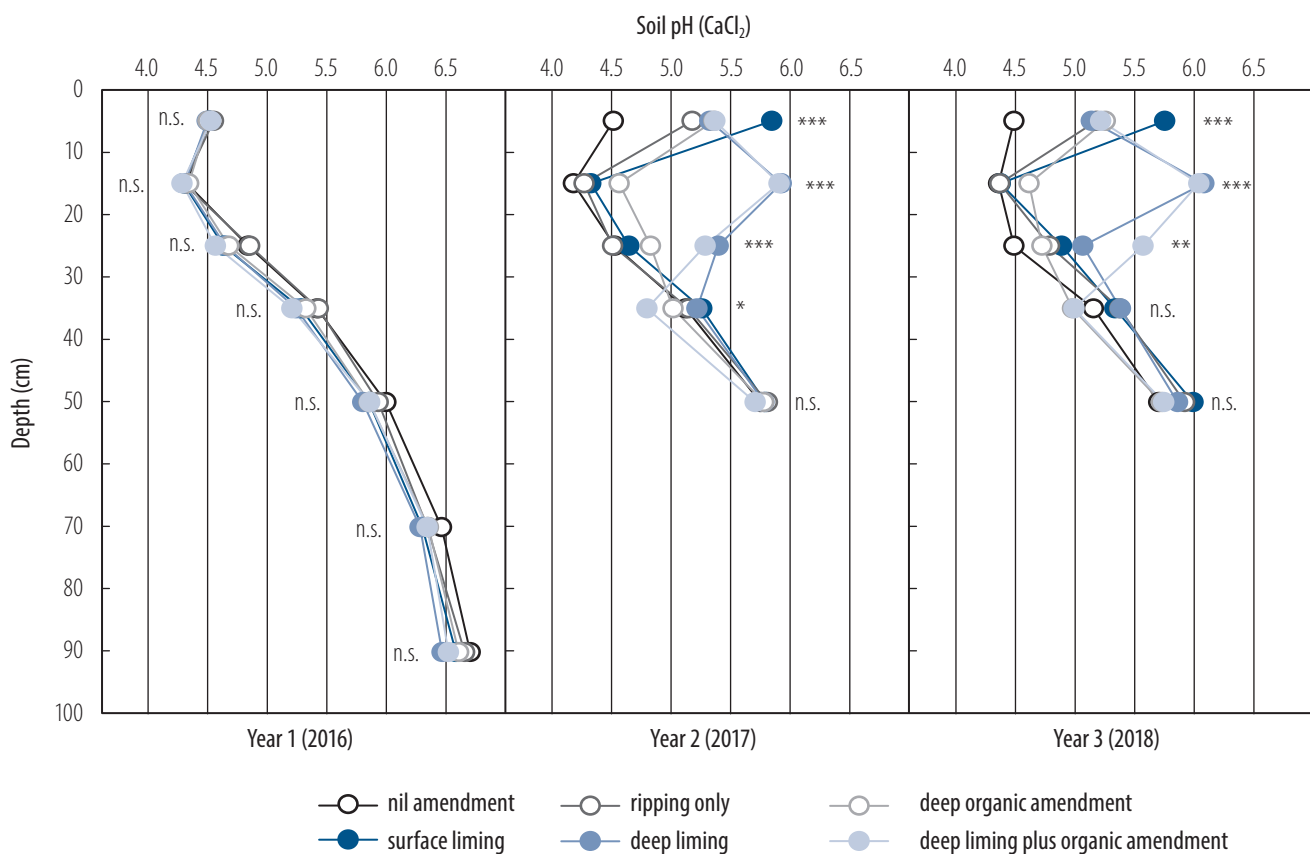 Soil pH (CaCl₂)
4.0 4.5 5.0 5.5 6.0 6.5 4.0 4.5 5.0 5.5 6.0 6.5 4.0 4.5 5.0 5.5 6.0 6.5
0
n.s. *** ***
10
n.s. *** ***
20
n.s. *** **
30
n.s. * n.s.
40
Depth (cm)
50
n.s. n.s. n.s.
60
70
n.s.
80
90
n.s.
100
Year 1 (2016) Year 2 (2017) Year 3 (2018)
nil amendment ripping only deep organic amendment
surface liming deep liming deep liming plus organic amendment